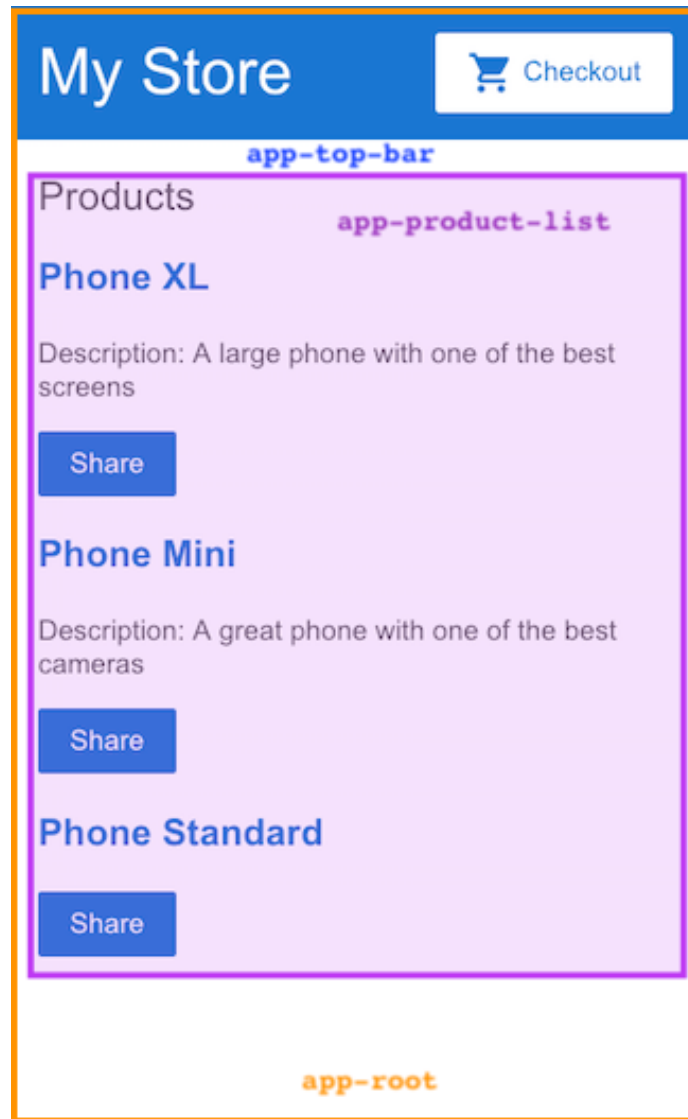 My Store
Checkout
app-top-bar
Products
app-product-list
Phone XL
Description: A large phone with one of the best
screens
Share
Phone Mini
Description: A great phone with one of the best
cameras
Share
Phone Standard
Share
app-root